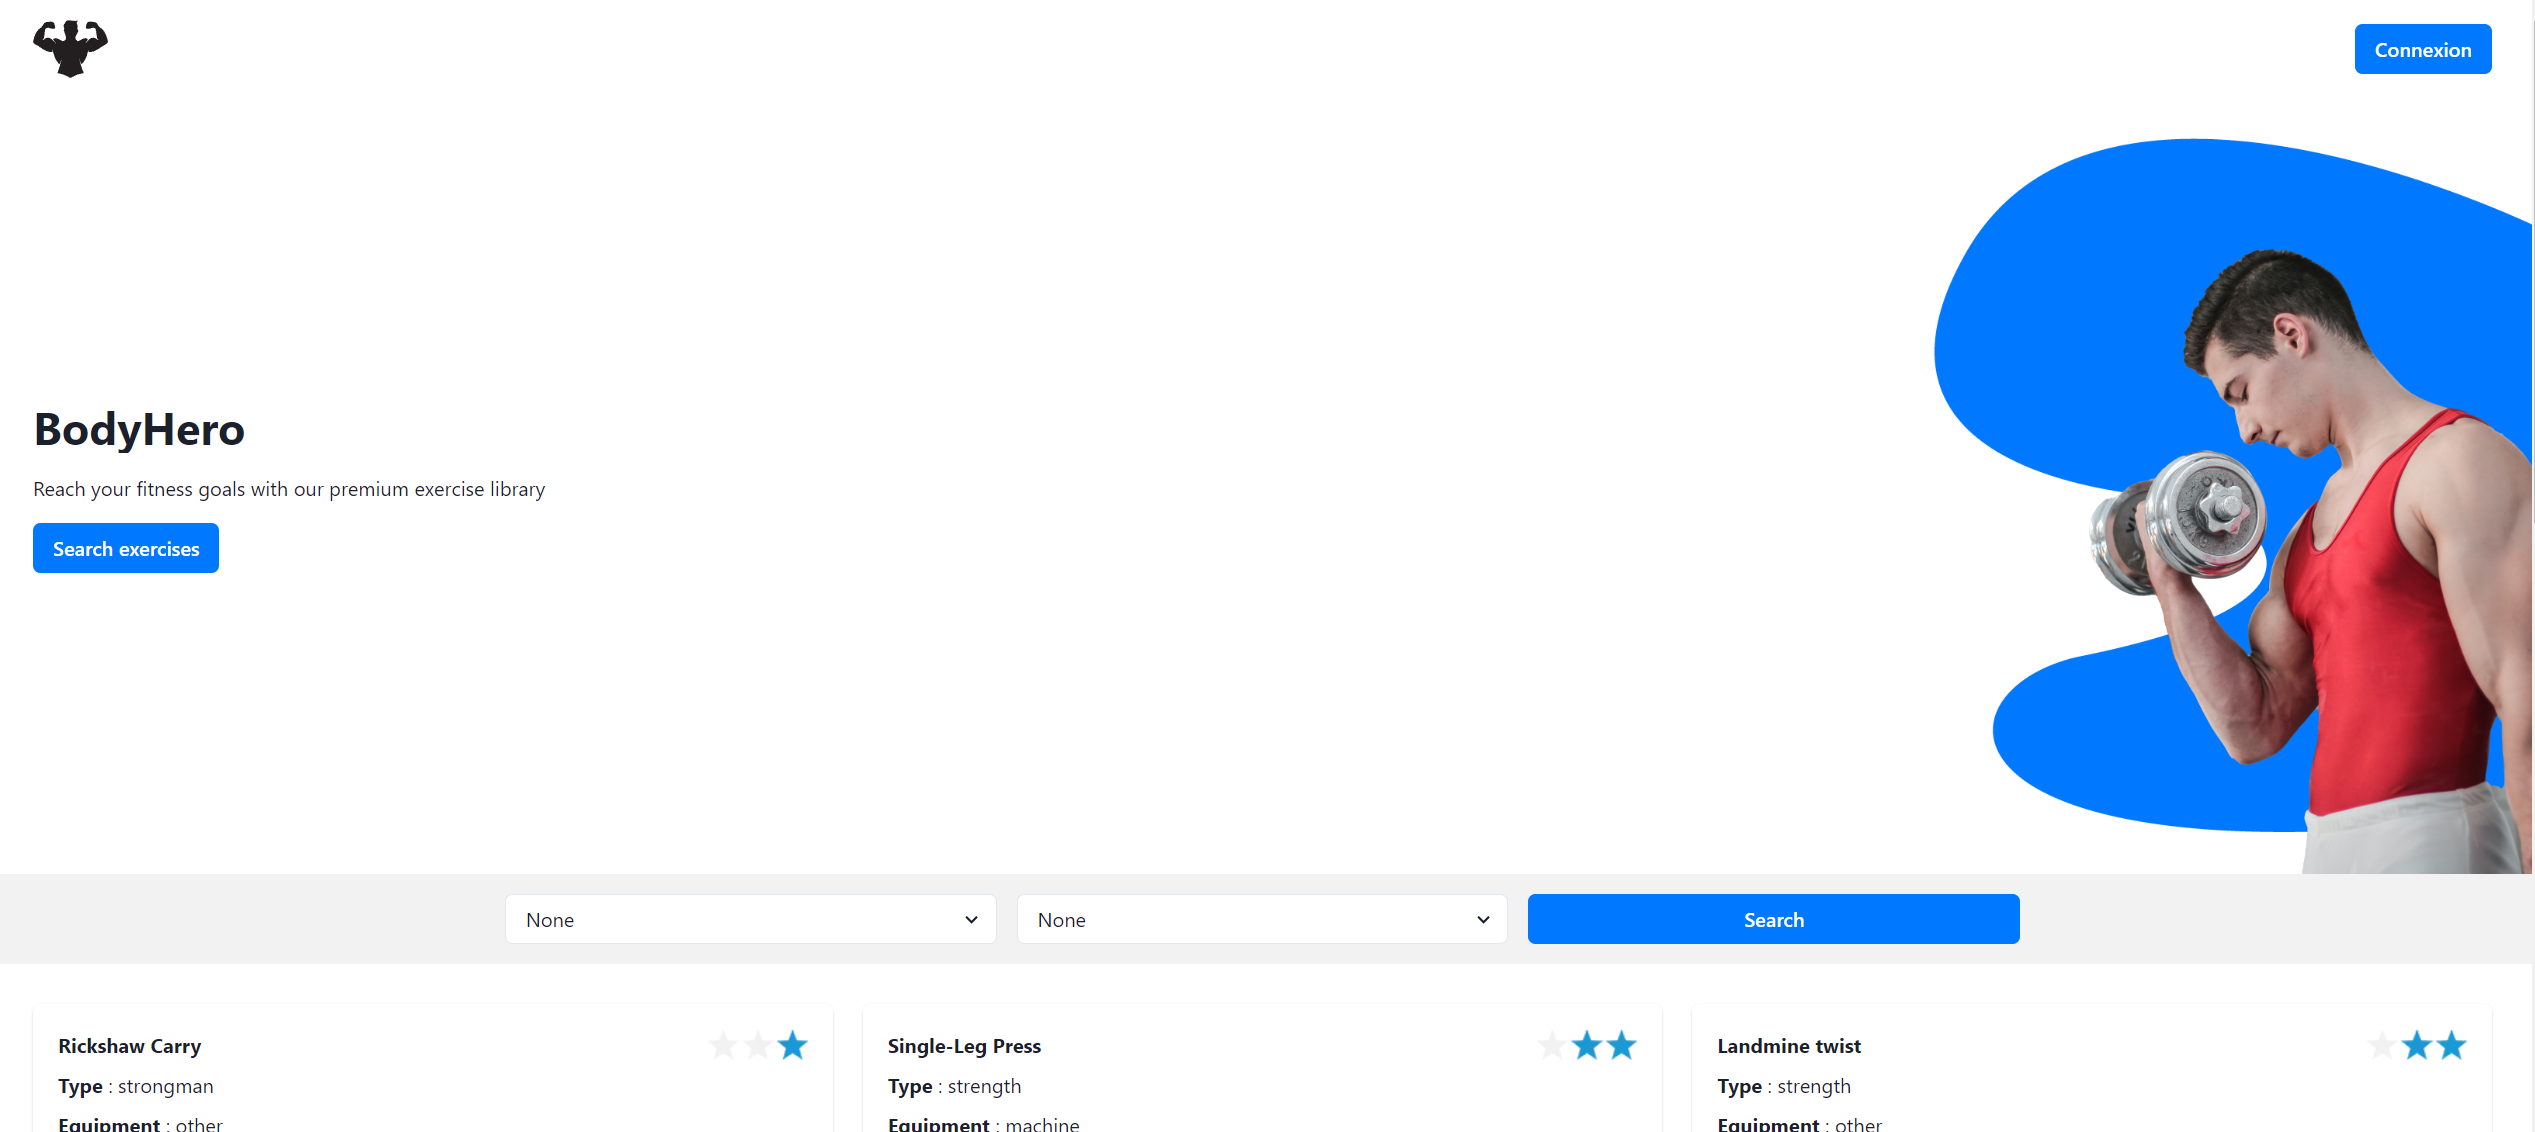 Connexion
BodyHero
Reach your fitness goals with our premium exercise library
Search exercises
None
None
Search
Rickshaw Carry
Type : strongman
Equipment : other
Single-Leg Press
Type : strength
Equipment : machine
Landmine twist
Type : strength
Equipment : other